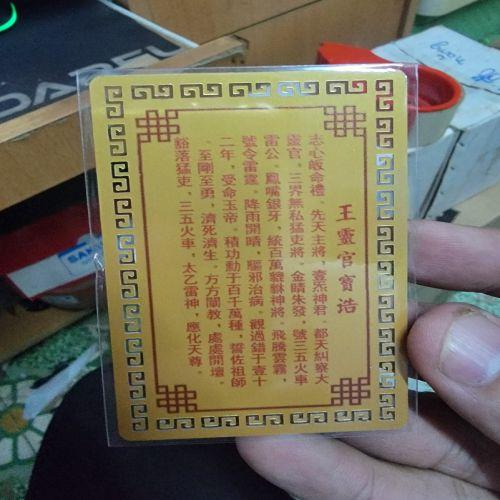 王靈官寶誥
志心皈命禮。先天主將，壹炁神君。都天糾察大
靈官。三界無私猛吏將。金睛朱發，號三五火車
雷公。鳳嘴銀牙，統百萬貔貅神將。飛騰雲霧，
號令雷霆。降雨開晴，驅邪治病。觀過錯于壹十
二年，受命玉帝。積功勳于百千萬種，誓佐祖師
。至剛至勇，濟死濟生。方方闡教，處處開壇。
豁落猛吏，三五火車，太乙雷神，應化天尊。